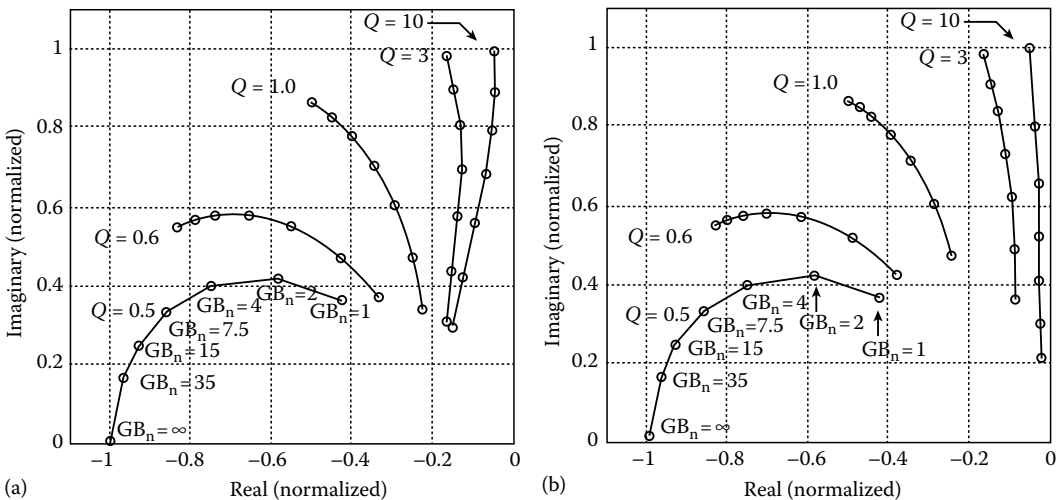 Q = 10
Q = 3
Q = 1.0
Q = 0.6
Q = 0.5
GBn = 4
GBn = 2
GBn = 1
GBn = 7.5
GBn = 15
GBn = 35
GBn = ∞
1
0.8
0.6
0.4
0.2
0
−1
−0.8
−0.6
−0.4
−0.2
0
Imaginary (normalized)
Real (normalized)
(a)
Q = 10
Q = 3
Q = 1.0
Q = 0.6
Q = 0.5
GBn = 4
GBn = 7.5
GBn = 2
GBn = 15
GBn = 1
GBn = 35
GBn = ∞
1
0.8
0.6
0.4
0.2
0
−1
−0.8
−0.6
−0.4
−0.2
0
Imaginary (normalized)
Real (normalized)
(b)